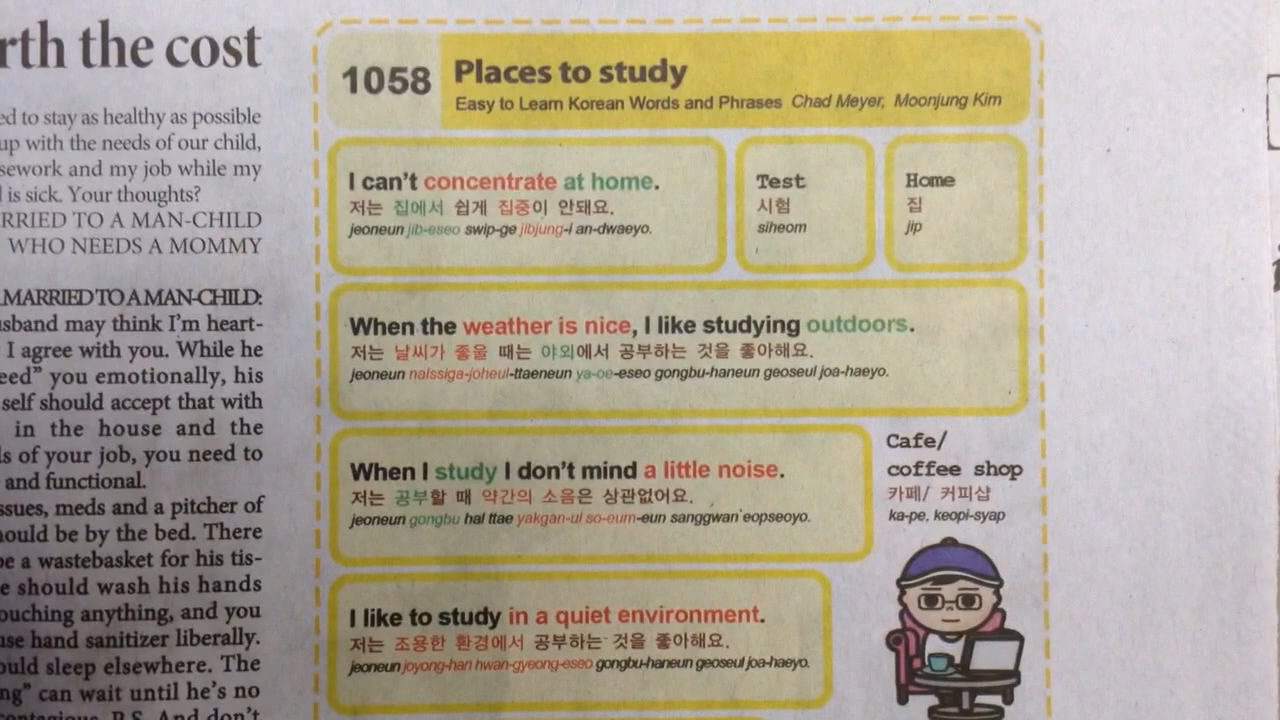 rth the cost
ed to stay as healthy as possible
up with the needs of our child,
sework and my job while my
is sick. Your thoughts?
RRIED TO A MAN-CHILD
WHO NEEDS A MOMMY
MARRIED TO A MAN-CHILD:
usband may think I'm heart-
I agree with you. While he
eed" you emotionally, his
self should accept that with
in the house and the
ls of your job, you need to
and functional.
ssues, meds and a pitcher of
hould be by the bed. There
be a wastebasket for his tis-
e should wash his hands
ouching anything, and you
use hand sanitizer liberally.
ould sleep elsewhere. The
ng" can wait until he's no
contagious. P.S. And don't
1058
Places to study
Easy to Learn Korean Words and Phrases Chad Meyer, Moonjung Kim
I can't concentrate at home.
저는 집에서 쉽게 집중이 안돼요.
jeoneun jib-eseo swip-ge jibjung-i an-dwaeyo.
Test
시험
siheom
Home
집
jip
When the weather is nice, I like studying outdoors.
저는 날씨가 좋을 때는 야외에서 공부하는 것을 좋아해요.
jeoneun nalssiga-joheul-ttaeneun ya-oe-eseo gongbu-haneun geoseul joa-haeyo.
When I study I don't mind a little noise.
저는 공부할 때 약간의 소음은 상관없어요.
jeoneun gongbu hal ttae yakgan-ui so-eum-eun sanggwan eopseoyo.
Cafe/
coffee shop
카페/ 커피샵
ka-pe, keopi-syap
I like to study in a quiet environment.
저는 조용한 환경에서 공부하는 것을 좋아해요.
jeoneun joyong-han hwan-gyeong-eseo gongbu-haneun geoseul joa-haeyo.